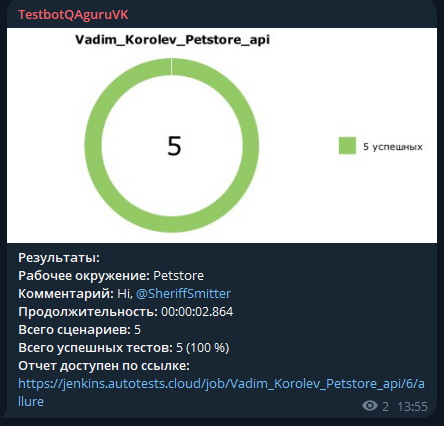 TestbotQAguruVK
Vadim_Korolev_Petstore_api
5
5 успешных
Результаты:
Рабочее окружение: Petstore
Комментарий: Hi, @SheriffSmitter
Продолжительность: 00:00:02.864
Всего сценариев: 5
Всего успешных тестов: 5 (100 %)
Отчет доступен по ссылке:
https://jenkins.autotests.cloud/job/Vadim_Korolev_Petstore_api/6/a
llure
2 13:55